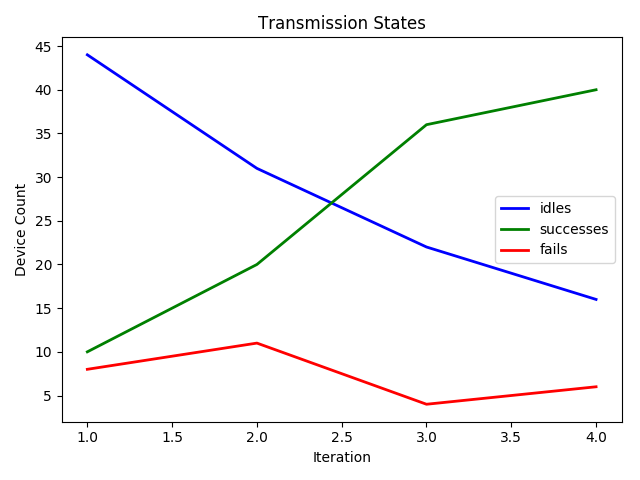 Transmission States
Device Count
45
40
35
30
25
20
15
10
5
idles
successes
fails
1.0 1.5 2.0 2.5 3.0 3.5 4.0
Iteration